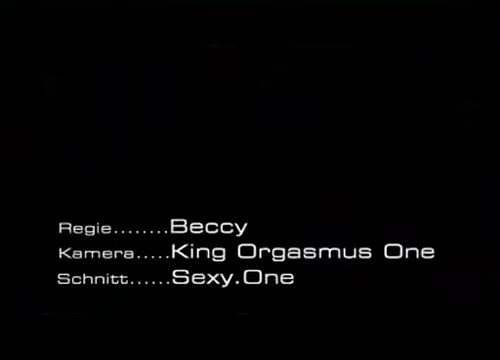 Regie........Beccy
Kamera.....King Orgasmus One
Schnitt......Sexy.One